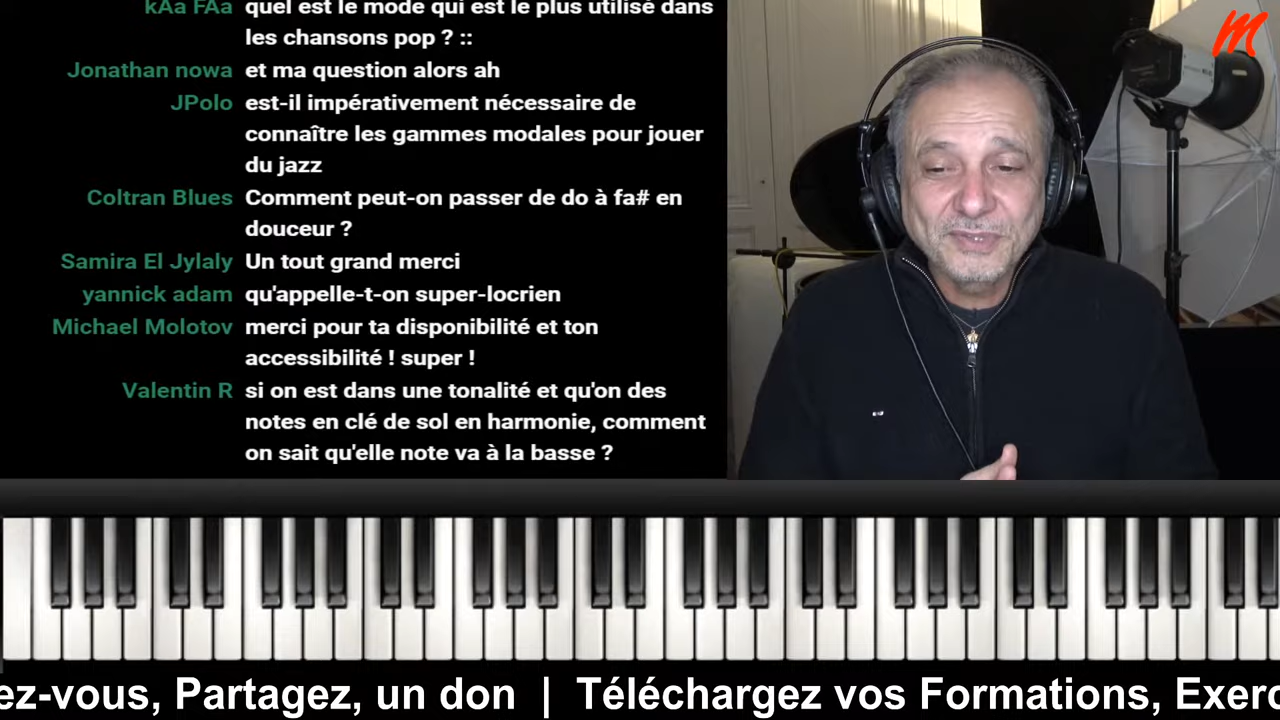 kAa FAa quel est le mode qui est le plus utilisé dans
les chansons pop ? ::
Jonathan nowa et ma question alors ah
JPolo est-il impérativement nécessaire de
connaître les gammes modales pour jouer
du jazz
Coltran Blues Comment peut-on passer de do à fa# en
douceur ?
Samira El Jylaly Un tout grand merci
yannick adam qu'appelle-t-on super-locrien
Michael Molotov merci pour ta disponibilité et ton
accessibilité ! super !
Valentin R si on est dans une tonalité et qu'on des
notes en clé de sol en harmonie, comment
on sait qu'elle note va à la basse ?
M
ez-vous, Partagez, un don | Téléchargez vos Formations, Exerc